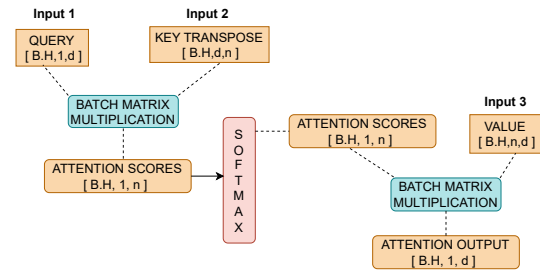 Input 1
QUERY
[ B.H,1,d ]
Input 2
KEY TRANSPOSE
[ B.H,d,n ]
BATCH MATRIX
MULTIPLICATION
ATTENTION SCORES
[ B.H, 1, n ]
S
O
F
T
M
A
X
ATTENTION SCORES
[ B.H, 1, n ]
Input 3
VALUE
[ B.H,n,d ]
BATCH MATRIX
MULTIPLICATION
ATTENTION OUTPUT
[ B.H, 1, d ]